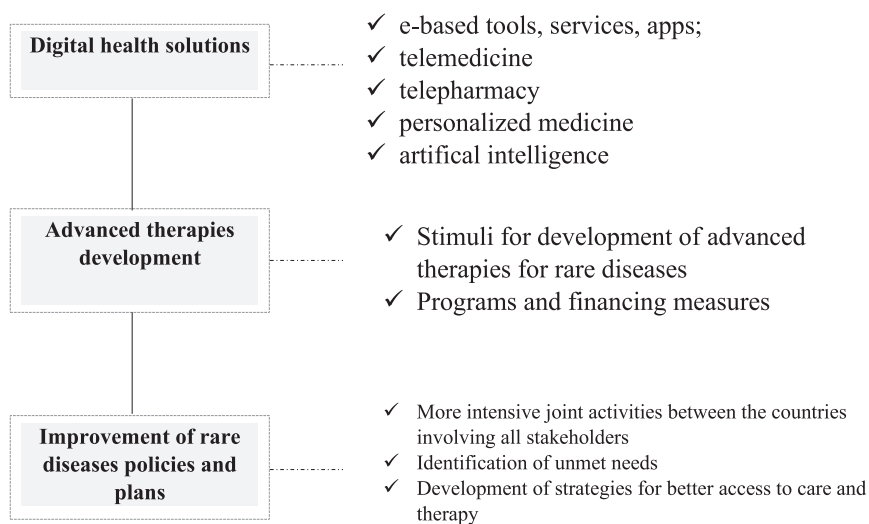 Digital health solutions
✓ e-based tools, services, apps;
✓ telemedicine
✓ telepharmacy
✓ personalized medicine
✓ artifical intelligence
Advanced therapies
development
✓ Stimuli for development of advanced
therapies for rare diseases
✓ Programs and financing measures
Improvement of rare
diseases policies and
plans
✓ More intensive joint activities between the countries
involving all stakeholders
✓ Identification of unmet needs
✓ Development of strategies for better access to care and
therapy